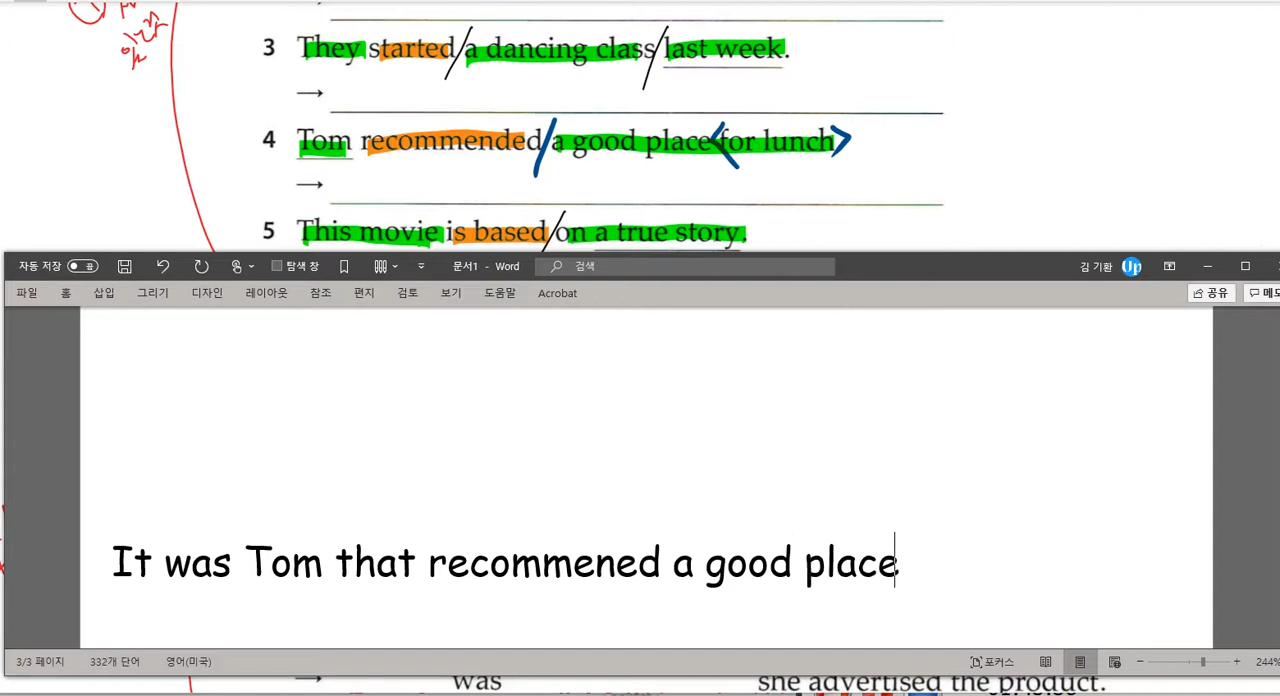 3 They started / a dancing class / last week.
→
4 Tom recommended / a good place <for lunch>
→
5 This movie is based / on a true story.
자동 저장 문서1 - Word 검색 김 기환 Up
파일 홈 삽입 그리기 디자인 레이아웃 참조 편지 검토 보기 도움말 Acrobat 공유 메모
탐색 창
It was Tom that recommened a good place
3/3 페이지 332개 단어 영어(미국) 포커스 244%
→ was she advertised the product.